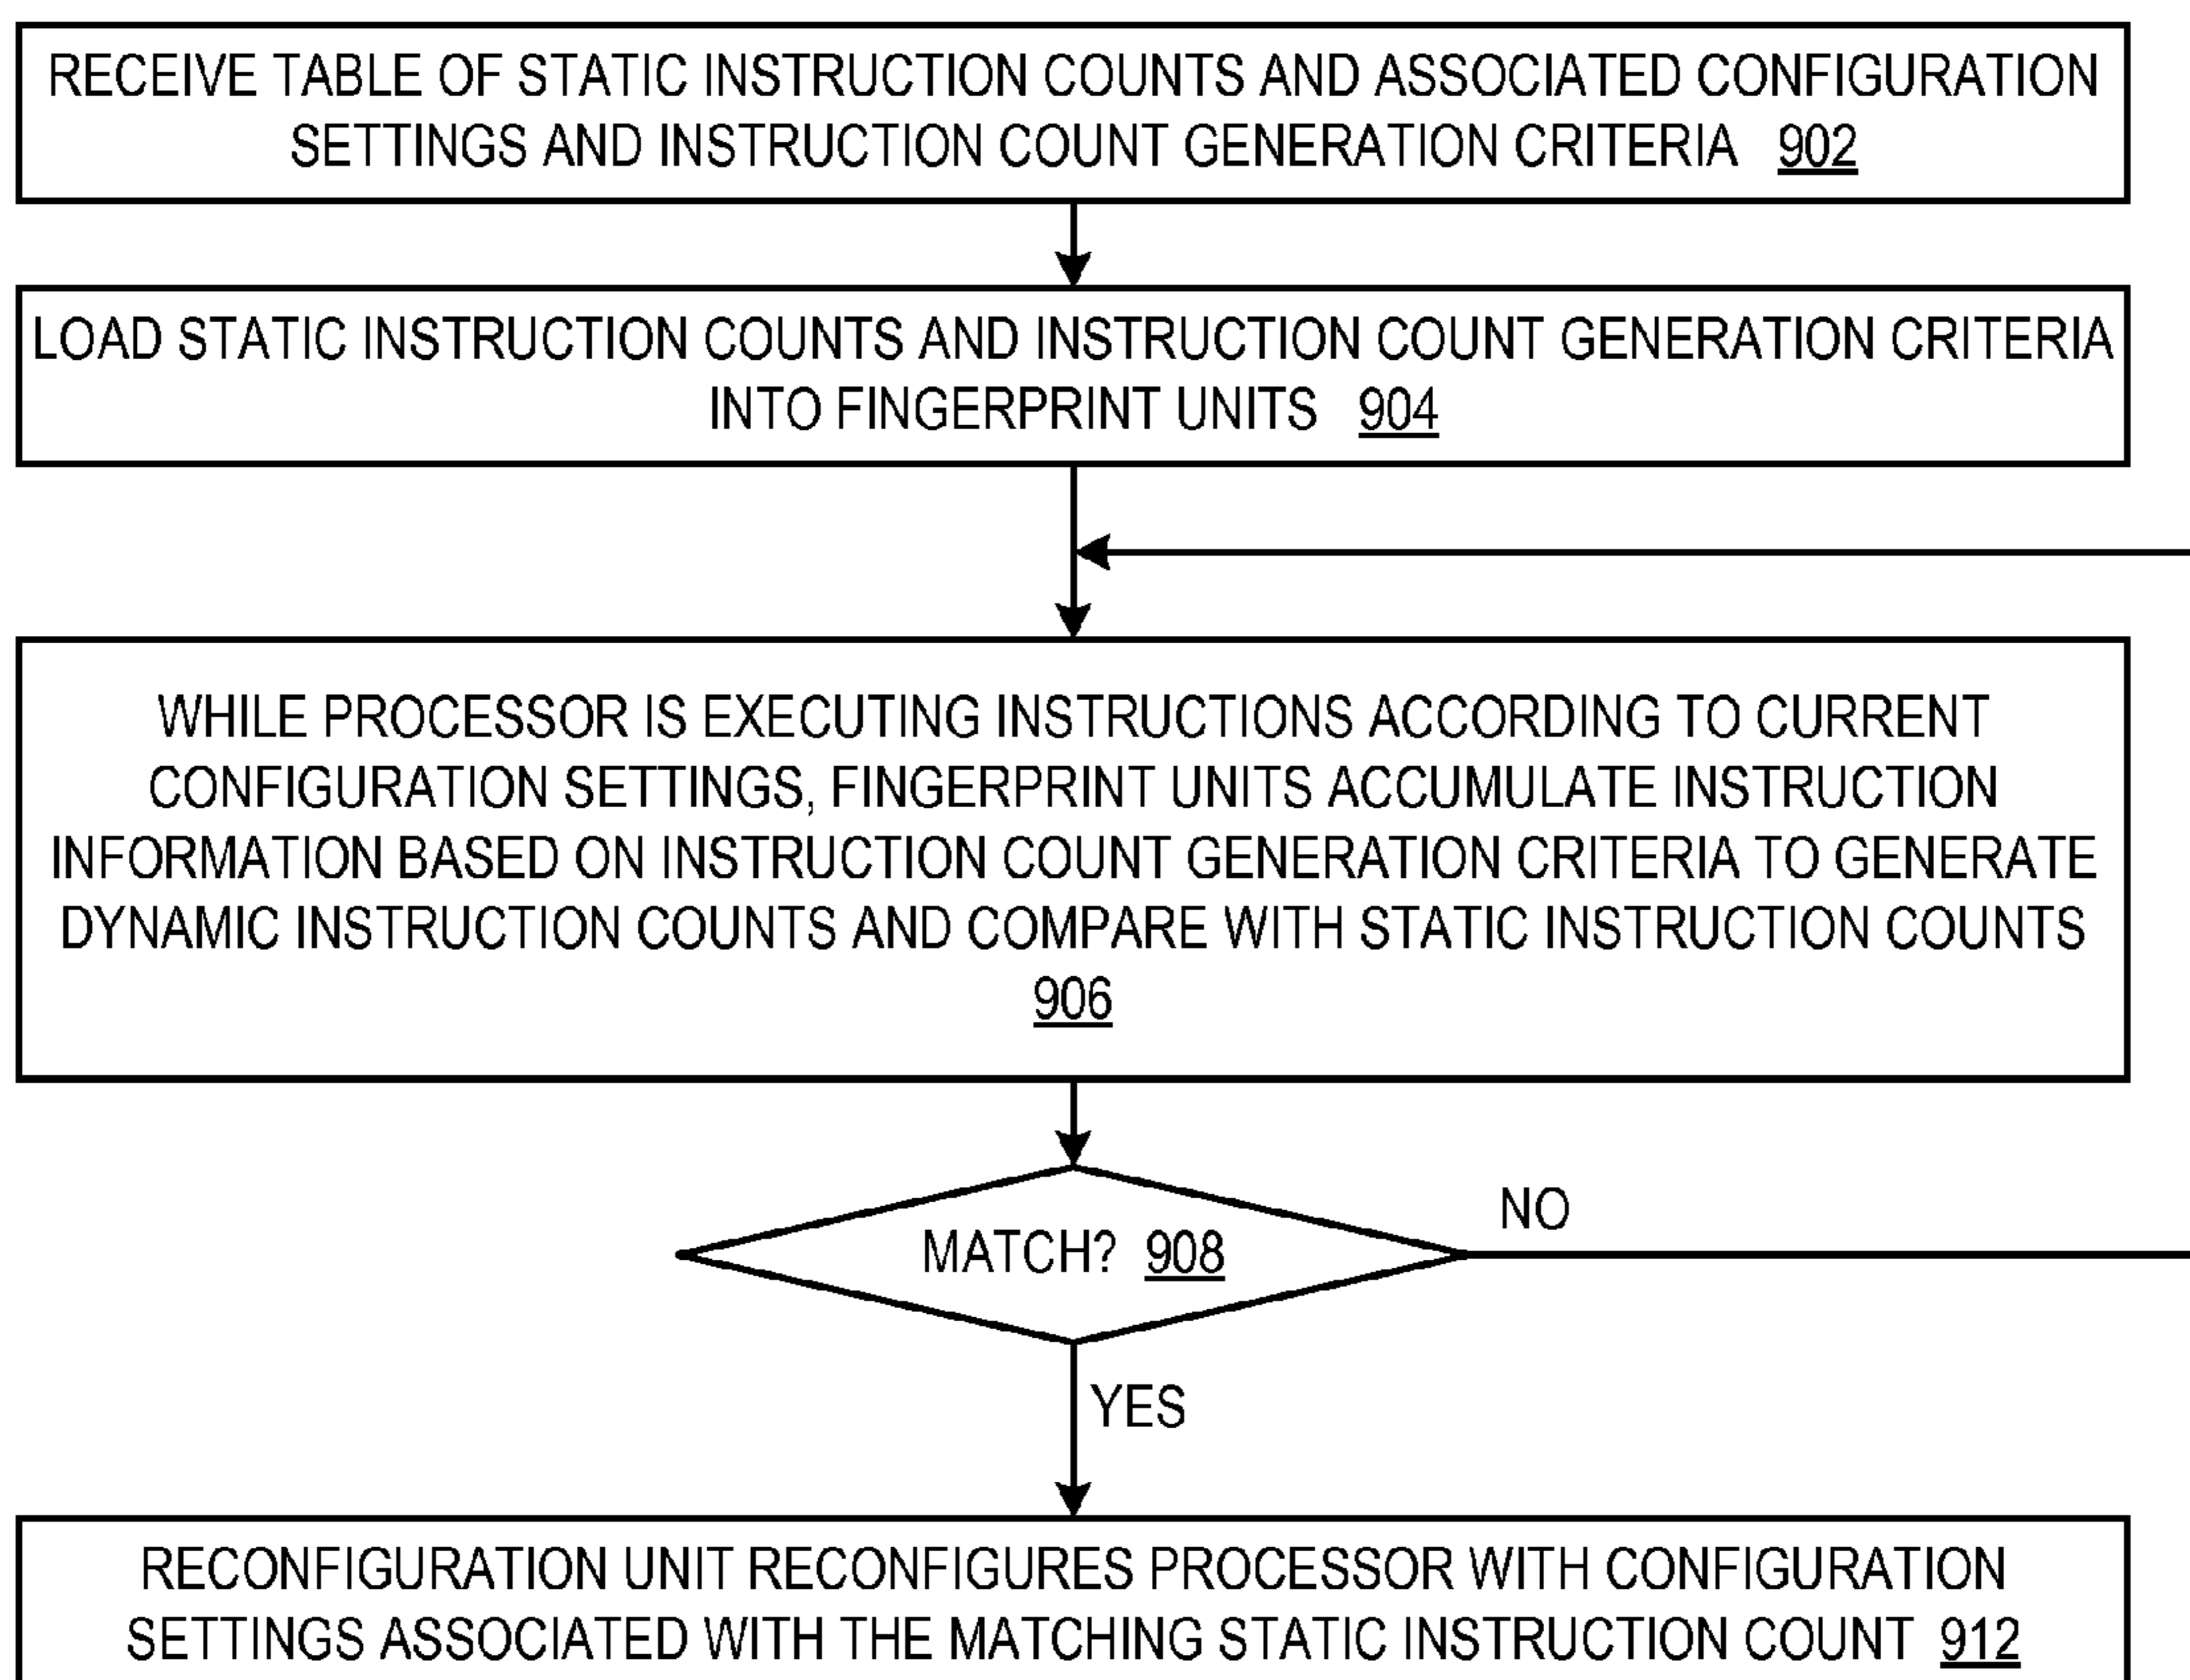 RECEIVE TABLE OF STATIC INSTRUCTION COUNTS AND ASSOCIATED CONFIGURATION
SETTINGS AND INSTRUCTION COUNT GENERATION CRITERIA 902
LOAD STATIC INSTRUCTION COUNTS AND INSTRUCTION COUNT GENERATION CRITERIA
INTO FINGERPRINT UNITS 904
WHILE PROCESSOR IS EXECUTING INSTRUCTIONS ACCORDING TO CURRENT
CONFIGURATION SETTINGS, FINGERPRINT UNITS ACCUMULATE INSTRUCTION
INFORMATION BASED ON INSTRUCTION COUNT GENERATION CRITERIA TO GENERATE
DYNAMIC INSTRUCTION COUNTS AND COMPARE WITH STATIC INSTRUCTION COUNTS
906
NO
MATCH? 908
YES
RECONFIGURATION UNIT RECONFIGURES PROCESSOR WITH CONFIGURATION
SETTINGS ASSOCIATED WITH THE MATCHING STATIC INSTRUCTION COUNT 912